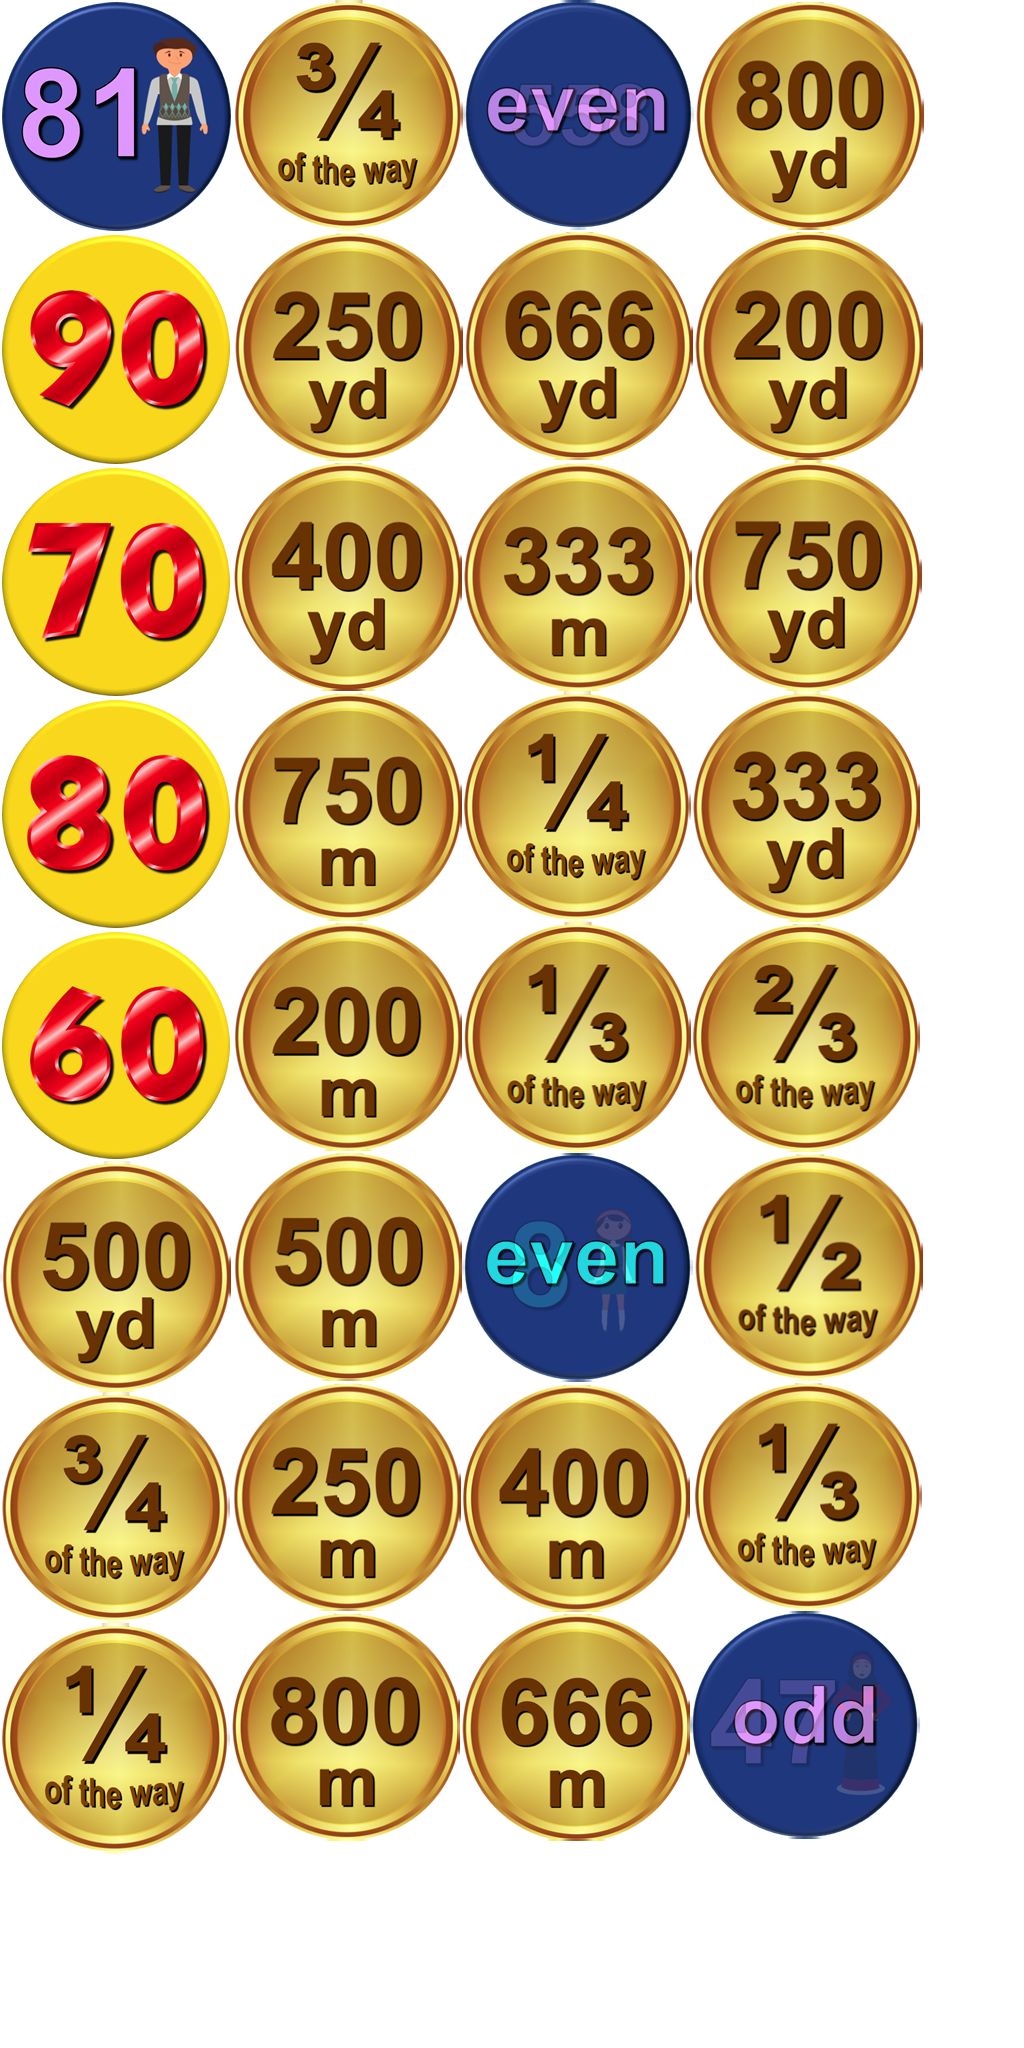 81
¾
of the way
even
800
yd
90
250
yd
666
yd
200
yd
70
400
yd
333
m
750
yd
80
750
m
¼
of the way
333
yd
60
200
m
⅓
of the way
⅔
of the way
500
yd
500
m
8
even
½
of the way
¾
of the way
250
m
400
m
⅓
of the way
¼
of the way
800
m
666
m
47
odd